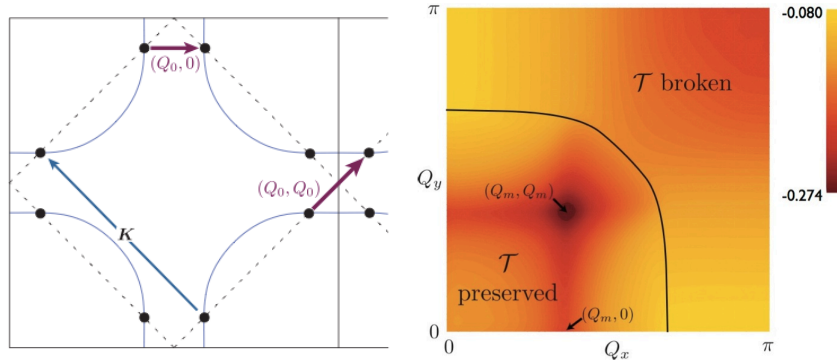 (Q₀, 0)
(Q₀, Q₀)
K
π
Q_y
0
𝒯 broken
(Q_m, Q_m)
𝒯
preserved
(Q_m, 0)
0
Q_x
π
-0.080
-0.274